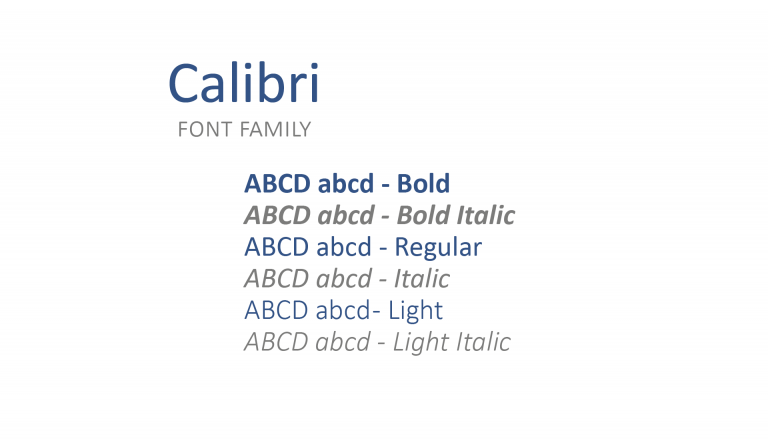 Calibri
FONT FAMILY
ABCD abcd - Bold
ABCD abcd - Bold Italic
ABCD abcd - Regular
ABCD abcd - Italic
ABCD abcd- Light
ABCD abcd - Light Italic